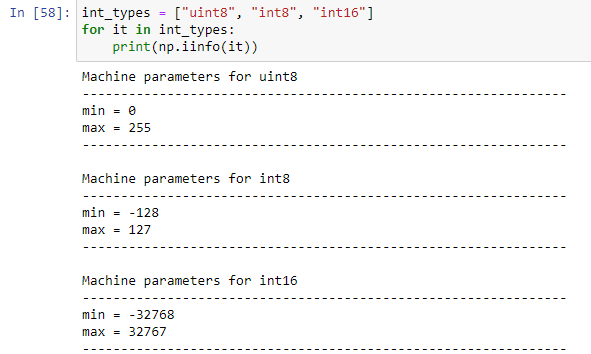 In [58]: int_types = ["uint8", "int8", "int16"]
for it in int_types:
    print(np.iinfo(it))
Machine parameters for uint8
---------------------------------------------------------------
min = 0
max = 255
---------------------------------------------------------------
Machine parameters for int8
---------------------------------------------------------------
min = -128
max = 127
---------------------------------------------------------------
Machine parameters for int16
---------------------------------------------------------------
min = -32768
max = 32767
---------------------------------------------------------------